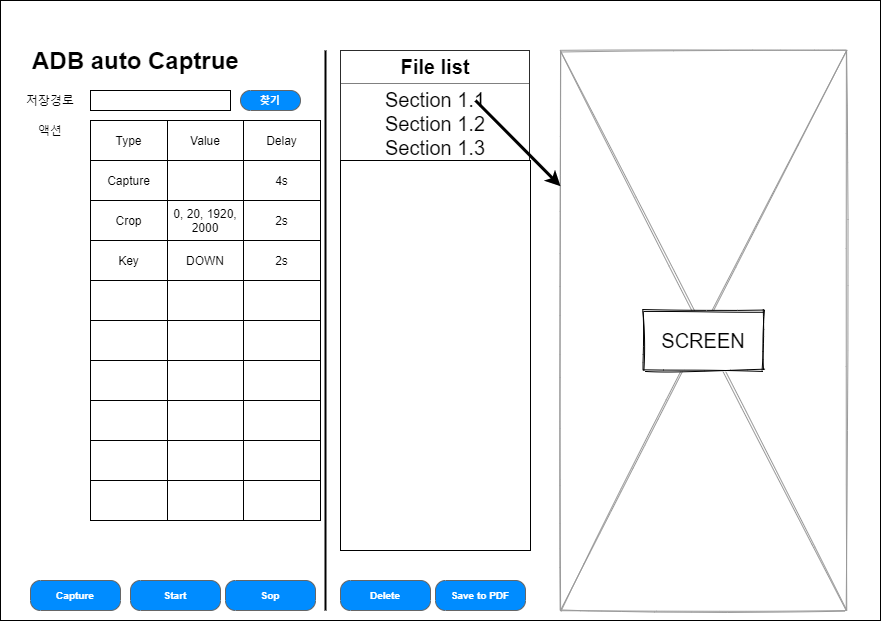 ADB auto Captrue
저장경로
찾기
액션
Type Value Delay
Capture 4s
Crop 0, 20, 1920,
2000 2s
Key DOWN 2s
Capture
Start
Sop
File list
Section 1.1
Section 1.2
Section 1.3
Delete
Save to PDF
SCREEN